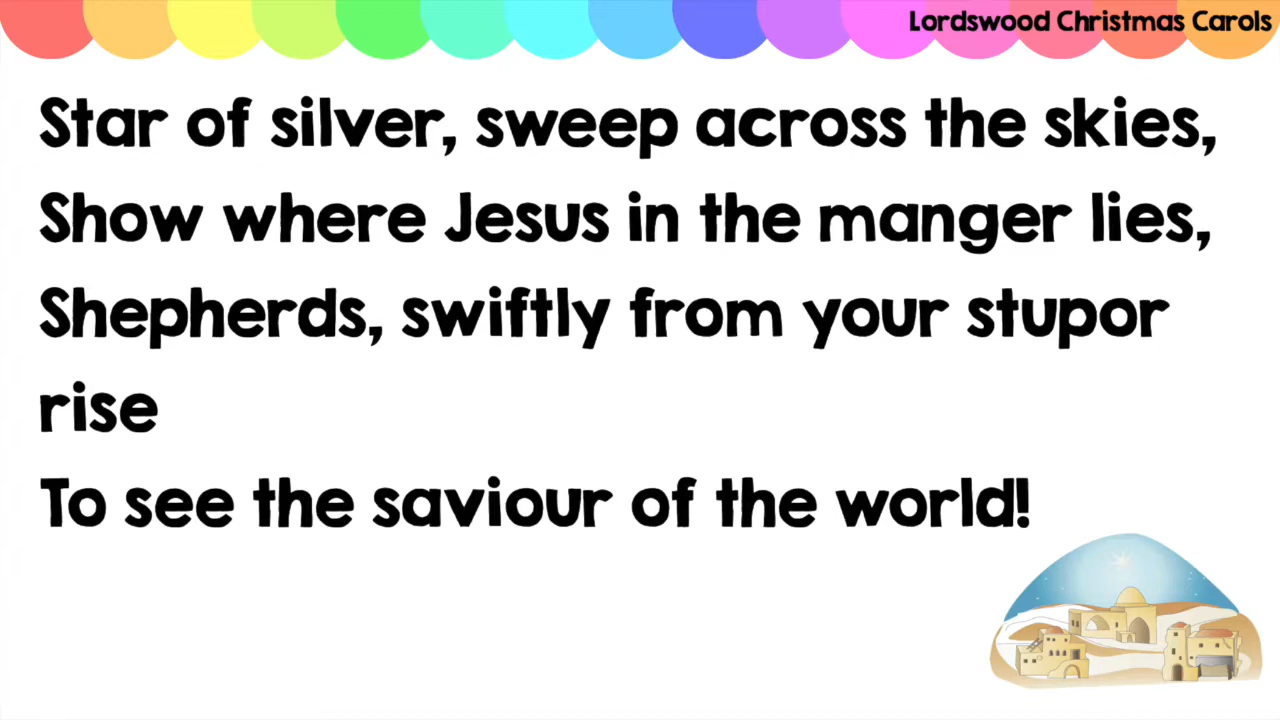 Lordswood Christmas Carols
Star of silver, sweep across the skies,
Show where Jesus in the manger lies,
Shepherds, swiftly from your stupor
rise
To see the saviour of the world!